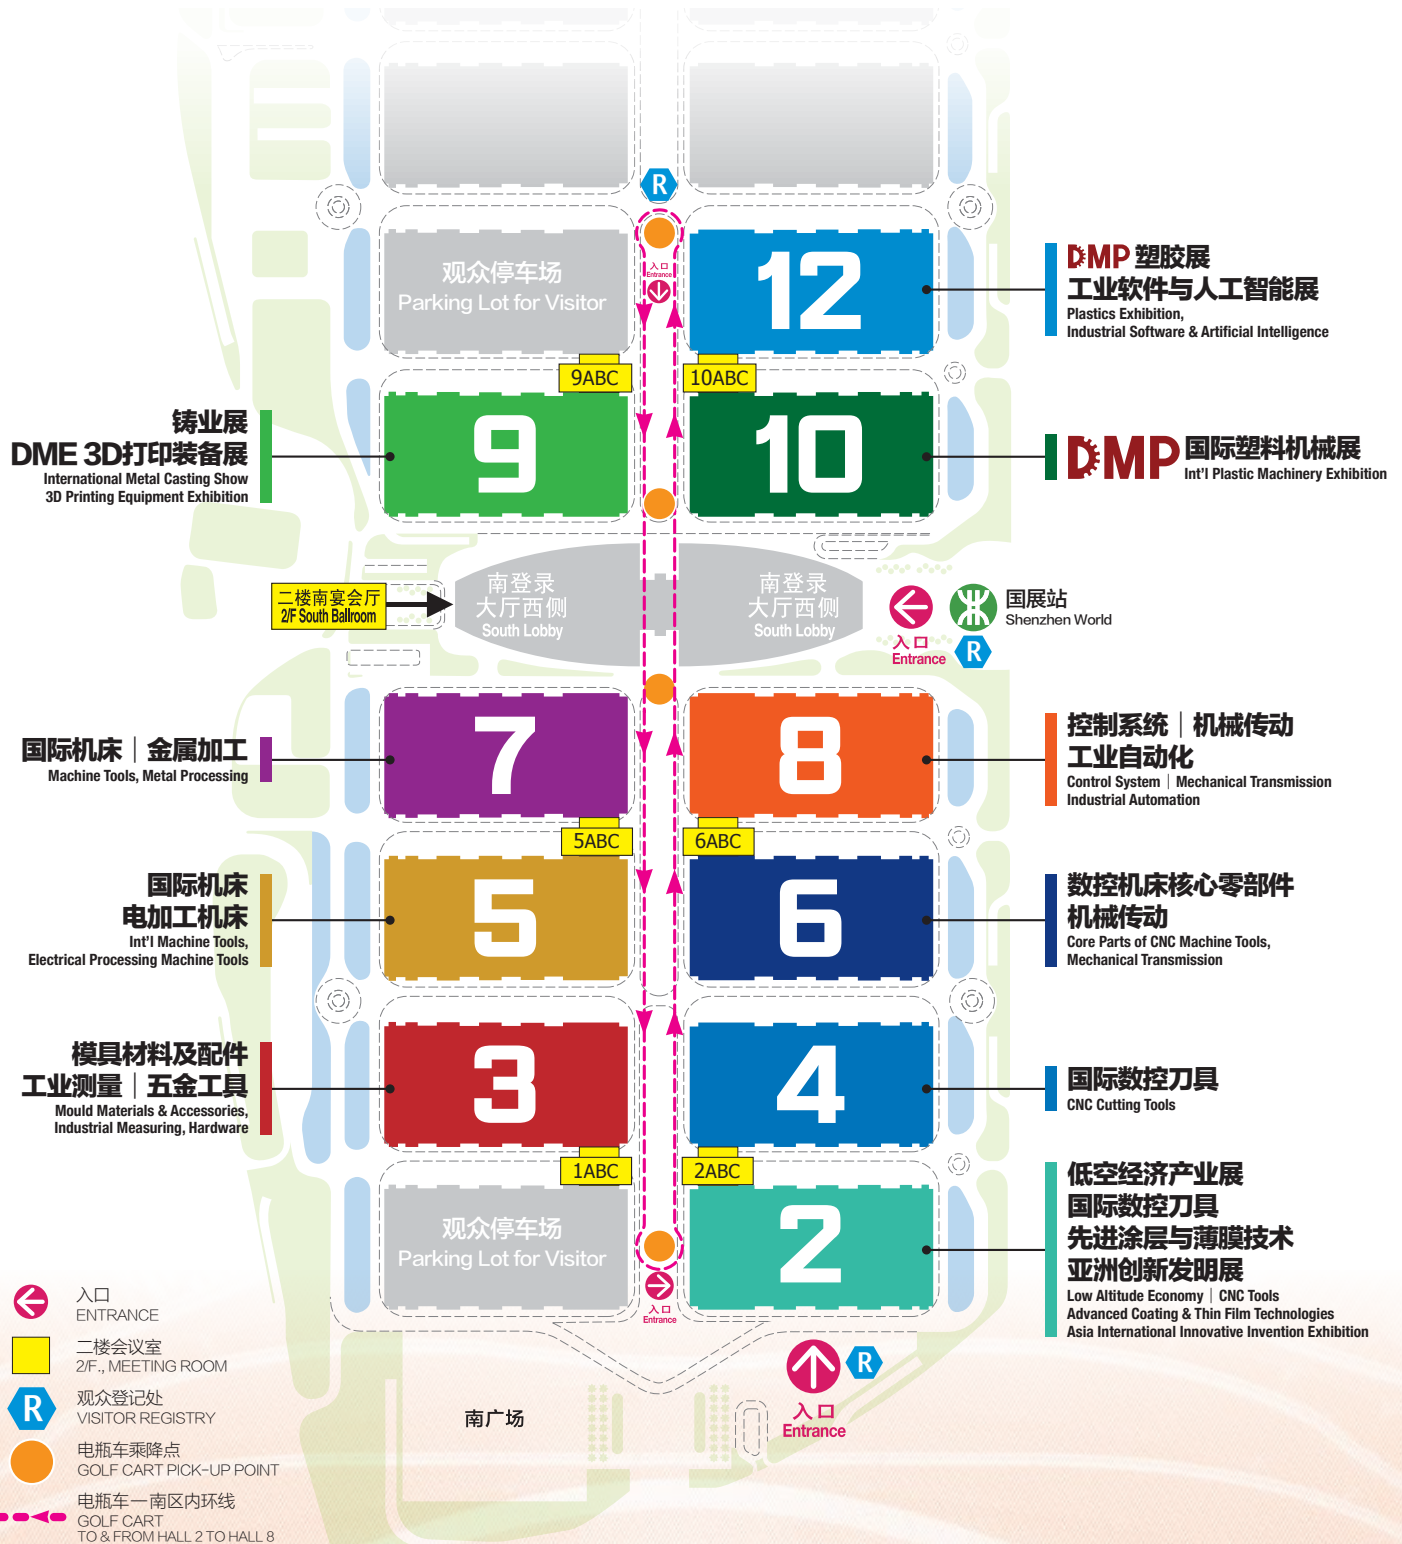 R
观众停车场
Parking Lot for Visitor
入口
Entrance
12
DMP 塑胶展
工业软件与人工智能展
Plastics Exhibition,
Industrial Software & Artificial Intelligence
9ABC
10ABC
铸业展
DME 3D打印装备展
International Metal Casting Show
3D Printing Equipment Exhibition
9
10
DMP 国际塑料机械展
Int'l Plastic Machinery Exhibition
二楼南宴会厅
2/F South Ballroom
南登录
大厅西侧
South Lobby
南登录
大厅西侧
South Lobby
入口
Entrance
国展站
Shenzhen World
R
国际机床｜金属加工
Machine Tools, Metal Processing
7
8
控制系统｜机械传动
工业自动化
Control System｜Mechanical Transmission
Industrial Automation
5ABC
6ABC
国际机床
电加工机床
Int'l Machine Tools,
Electrical Processing Machine Tools
5
6
数控机床核心零部件
机械传动
Core Parts of CNC Machine Tools,
Mechanical Transmission
模具材料及配件
工业测量｜五金工具
Mould Materials & Accessories,
Industrial Measuring, Hardware
3
4
国际数控刀具
CNC Cutting Tools
1ABC
2ABC
观众停车场
Parking Lot for Visitor
2
低空经济产业展
国际数控刀具
先进涂层与薄膜技术
亚洲创新发明展
Low Altitude Economy｜CNC Tools
Advanced Coating & Thin Film Technologies
Asia International Innovative Invention Exhibition
入口
Entrance
R
入口
Entrance
南广场
入口
ENTRANCE
二楼会议室
2/F., MEETING ROOM
R
观众登记处
VISITOR REGISTRY
电瓶车乘降点
GOLF CART PICK-UP POINT
电瓶车一南区内环线
GOLF CART
TO & FROM HALL 2 TO HALL 8